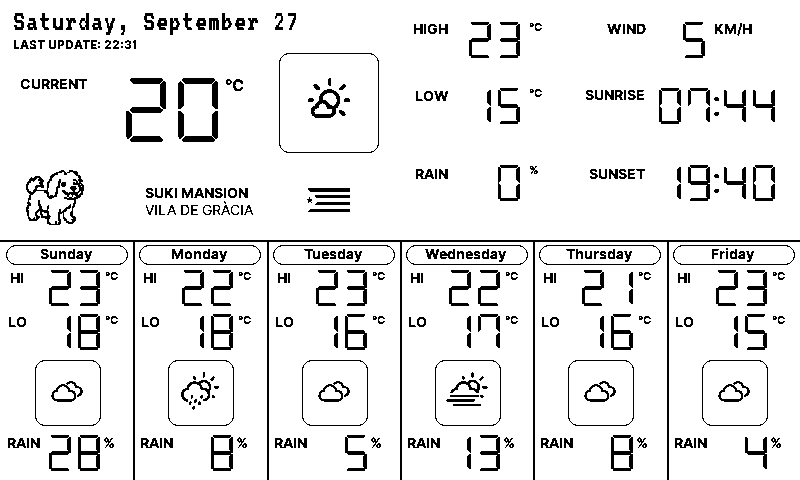 Saturday, September 27
LAST UPDATE: 22:31
CURRENT 20 °C
HIGH 23 °C
LOW 15 °C
RAIN 0 %
WIND 5 KM/H
SUNRISE 07:44
SUNSET 19:40
SUKI MANSION
VILA DE GRÀCIA
Sunday
HI 23 °C
LO 18 °C
RAIN 28 %
Monday
HI 22 °C
LO 18 °C
RAIN 8 %
Tuesday
HI 23 °C
LO 16 °C
RAIN 5 %
Wednesday
HI 22 °C
LO 17 °C
RAIN 13 %
Thursday
HI 21 °C
LO 16 °C
RAIN 8 %
Friday
HI 23 °C
LO 15 °C
RAIN 4 %